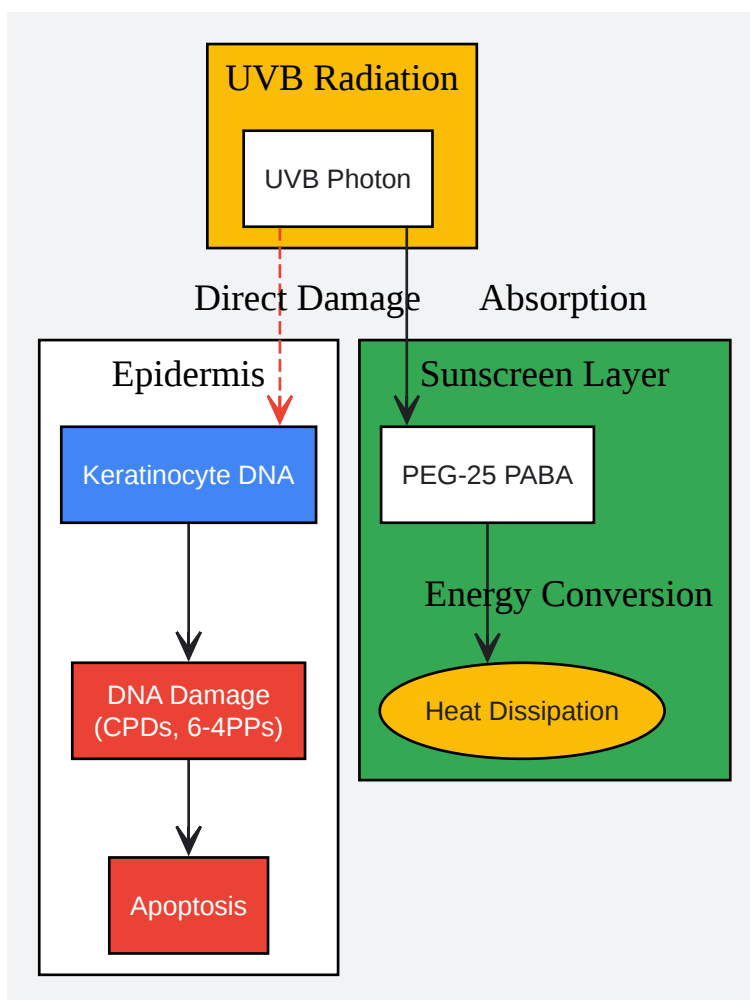 UVB Radiation
UVB Photon
Direct Damage
Absorption
Epidermis
Sunscreen Layer
Keratinocyte DNA
PEG-25 PABA
Energy Conversion
DNA Damage
(CPDs, 6-4PPs)
Heat Dissipation
Apoptosis